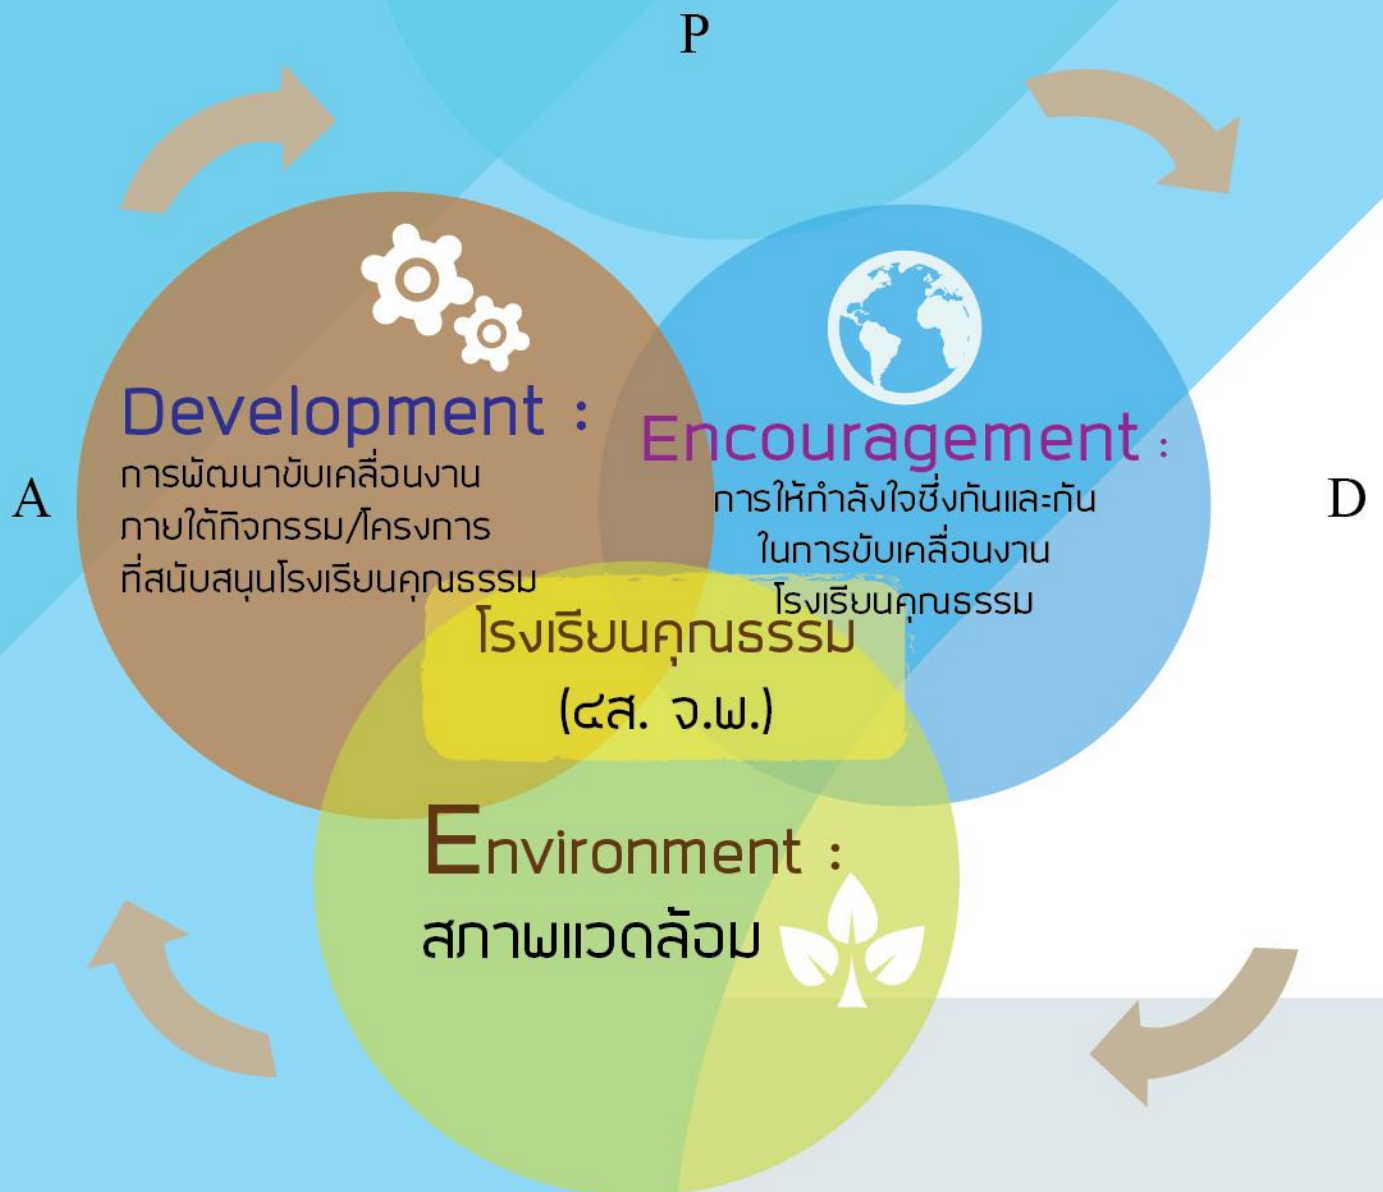 P
Development :
การพัฒนาขับเคลื่อนงาน
ภายใต้กิจกรรม/โครงการ
ที่สนับสนุนโรงเรียนคุณธรรม
Encouragement :
การให้กำลังใจซึ่งกันและกัน
ในการขับเคลื่อนงาน
โรงเรียนคุณธรรม
A
D
โรงเรียนคุณธรรม
(๔ส. จ.พ.)
Environment :
สภาพแวดล้อม